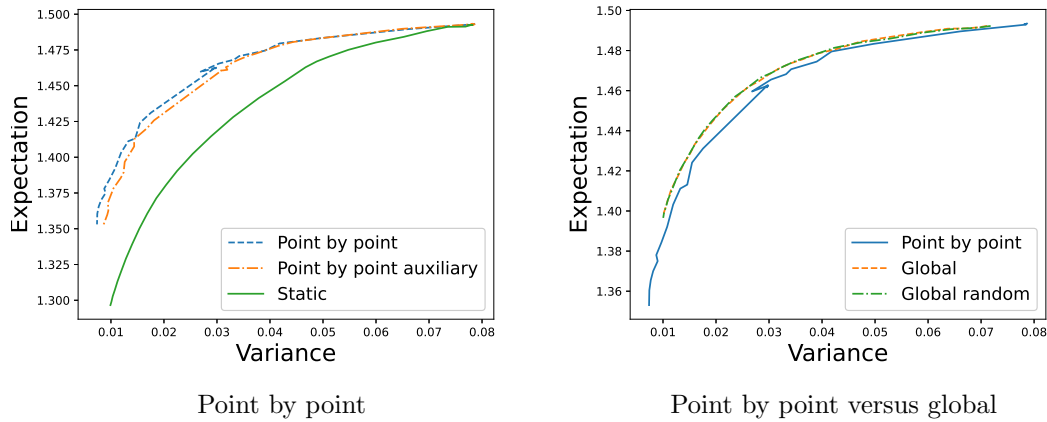 1.500
1.475
1.450
1.425
1.400
1.375
1.350
1.325
1.300
Expectation
0.01 0.02 0.03 0.04 0.05 0.06 0.07 0.08
Variance
Point by point
Point by point auxiliary
Static
Point by point
1.50
1.48
1.46
1.44
1.42
1.40
1.38
1.36
Expectation
0.01 0.02 0.03 0.04 0.05 0.06 0.07 0.08
Variance
Point by point
Global
Global random
Point by point versus global